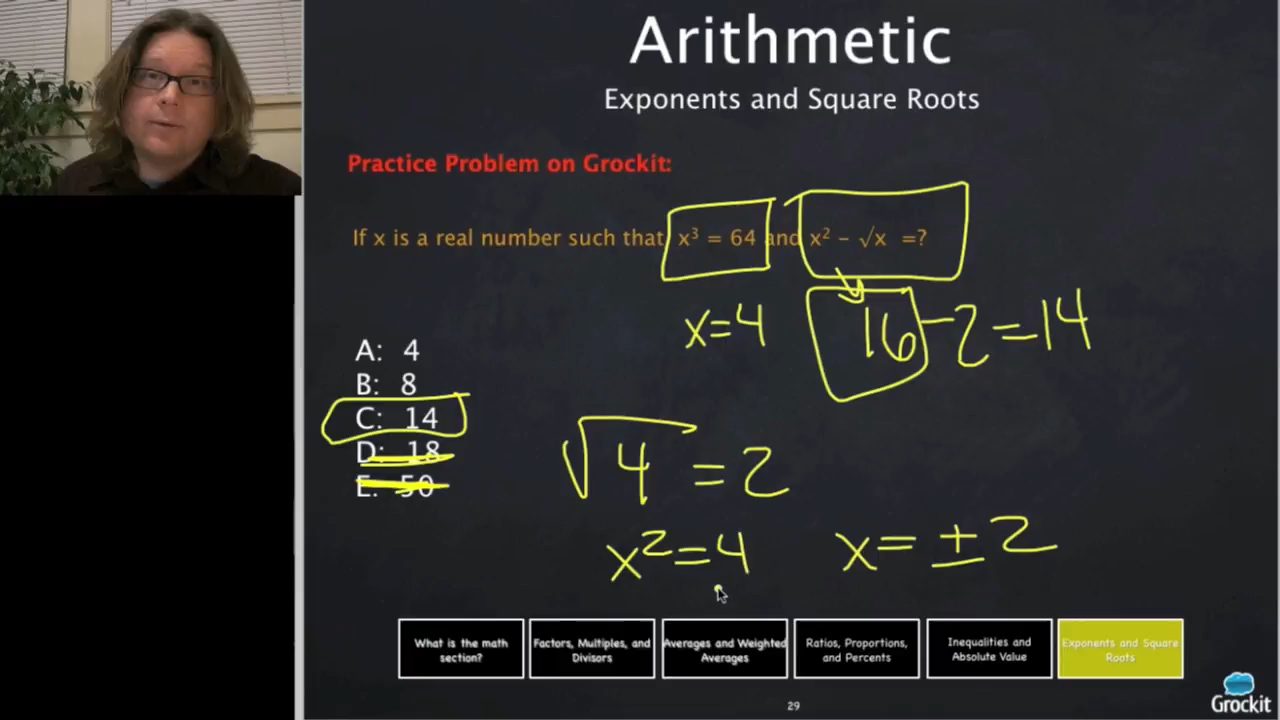 Arithmetic
Exponents and Square Roots
Practice Problem on Grockit:
If x is a real number such that x³ = 64 and x² − √x =?
x=4
16−2=14
A: 4
B: 8
C: 14
D: 18
E: 50
√4 = 2
x²=4 x=±2
What is the math
section?
Factors, Multiples, and
Divisors
Averages and Weighted
Averages
Ratios, Proportions,
and Percents
Inequalities and
Absolute Value
Exponents and Square
Roots
29
Grockit